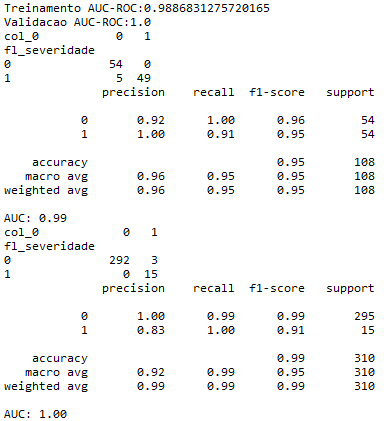 Treinamento AUC-ROC:0.9886831275720165
Validacao AUC-ROC:1.0
col_0 0 1
fl_severidade
0 54 0
1 5 49
precision recall f1-score support
0 0.92 1.00 0.96 54
1 1.00 0.91 0.95 54
accuracy 0.95 108
macro avg 0.96 0.95 0.95 108
weighted avg 0.96 0.95 0.95 108
AUC: 0.99
col_0 0 1
fl_severidade
0 292 3
1 0 15
precision recall f1-score support
0 1.00 0.99 0.99 295
1 0.83 1.00 0.91 15
accuracy 0.99 310
macro avg 0.92 0.99 0.95 310
weighted avg 0.99 0.99 0.99 310
AUC: 1.00